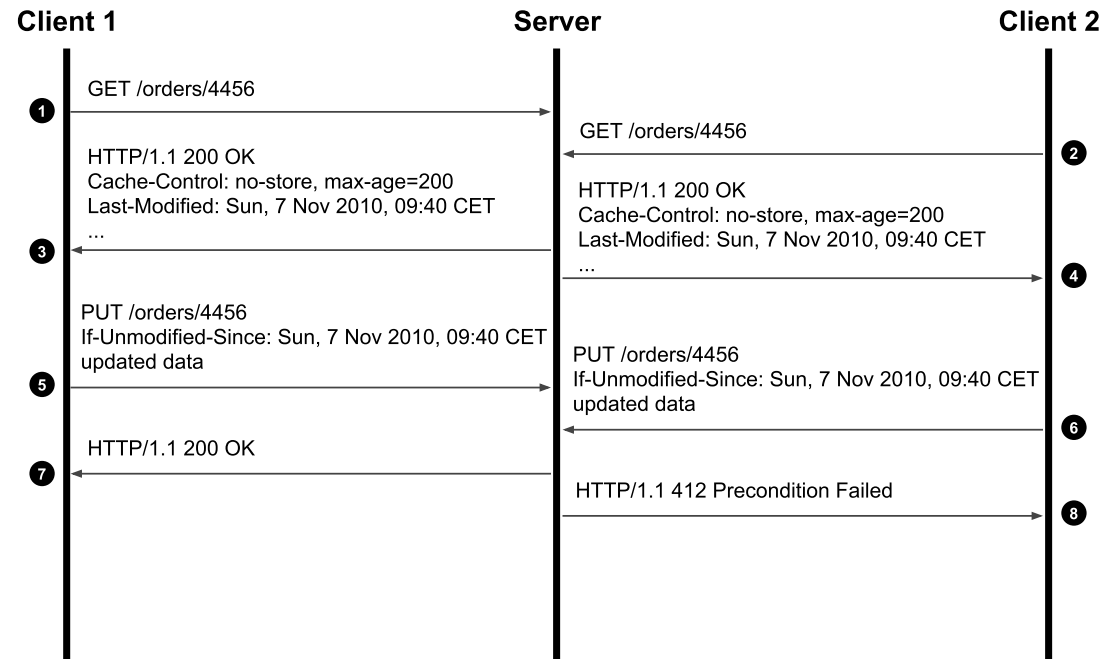 Client 1
Server
Client 2
GET /orders/4456
1
GET /orders/4456
2
HTTP/1.1 200 OK
Cache-Control: no-store, max-age=200
Last-Modified: Sun, 7 Nov 2010, 09:40 CET
...
3
HTTP/1.1 200 OK
Cache-Control: no-store, max-age=200
Last-Modified: Sun, 7 Nov 2010, 09:40 CET
...
4
PUT /orders/4456
If-Unmodified-Since: Sun, 7 Nov 2010, 09:40 CET
updated data
5
PUT /orders/4456
If-Unmodified-Since: Sun, 7 Nov 2010, 09:40 CET
updated data
6
HTTP/1.1 200 OK
7
HTTP/1.1 412 Precondition Failed
8